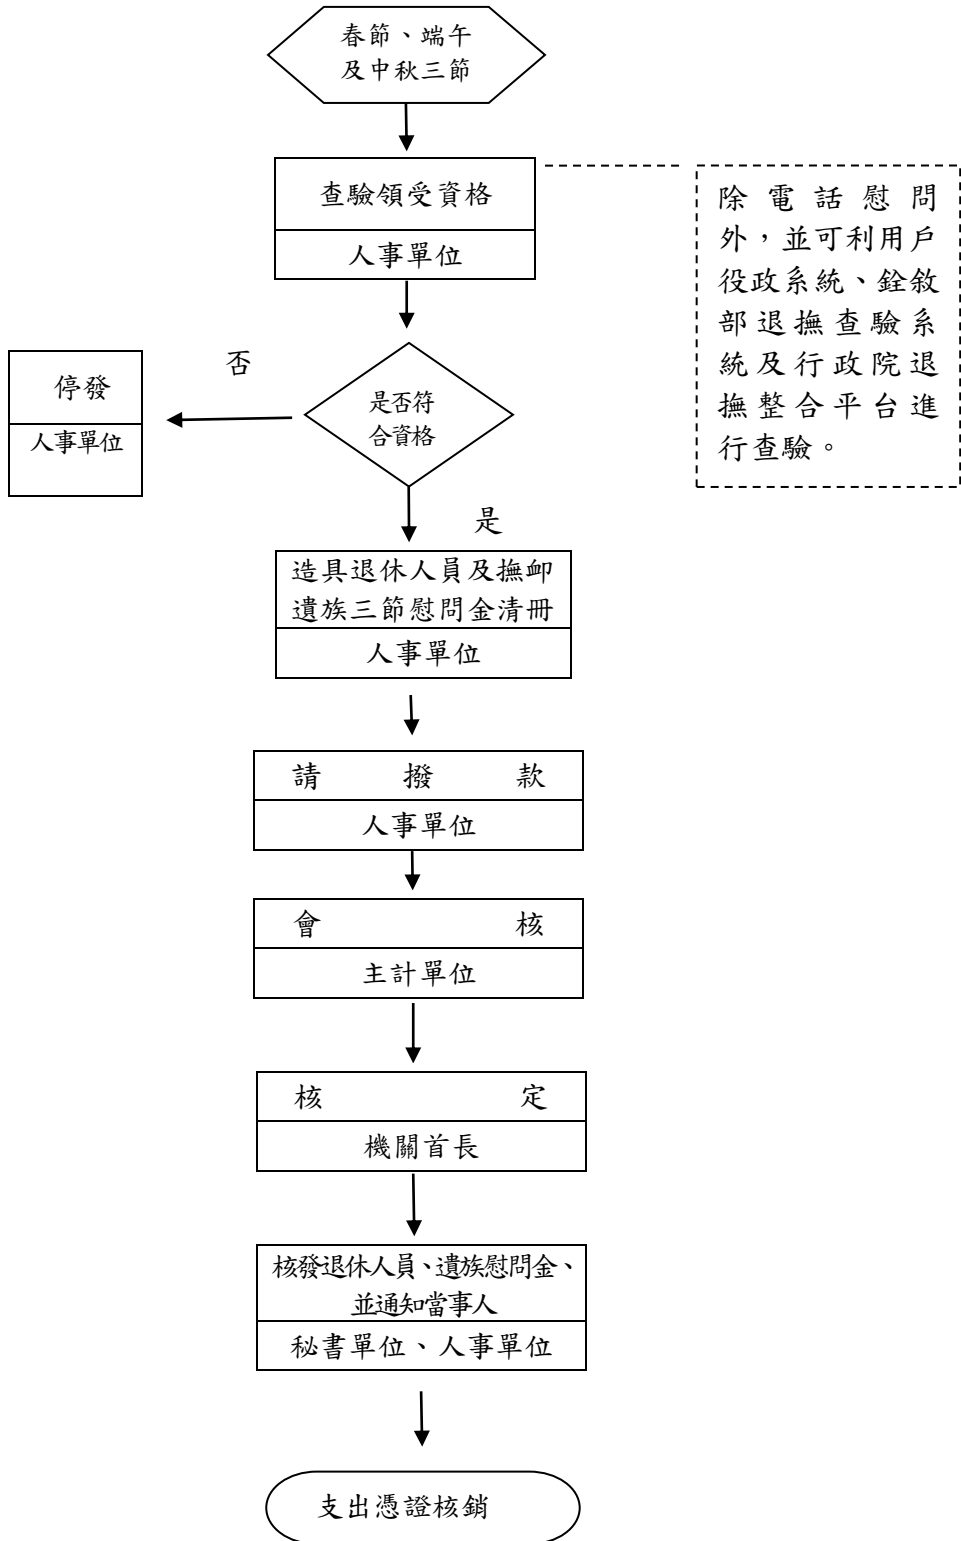 春節、端午
及中秋三節
查驗領受資格
人事單位
除電話慰問
外，並可利用戶
役政系統、銓敘
部退撫查驗系
統及行政院退
撫整合平台進
行查驗。
否
停發
人事單位
是否符
合資格
是
造具退休人員及撫卹
遺族三節慰問金清冊
人事單位
請撥款
人事單位
會核
主計單位
核定
機關首長
核發退休人員、遺族慰問金、
並通知當事人
秘書單位、人事單位
支出憑證核銷